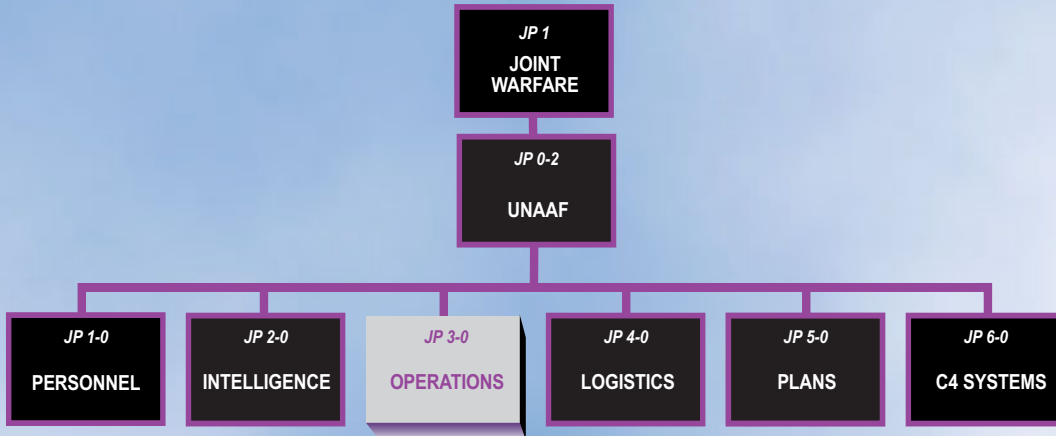 JP 1
JOINT
WARFARE
JP 0-2
UNAAF
JP 1-0
PERSONNEL
JP 2-0
INTELLIGENCE
JP 3-0
OPERATIONS
JP 4-0
LOGISTICS
JP 5-0
PLANS
JP 6-0
C4 SYSTEMS